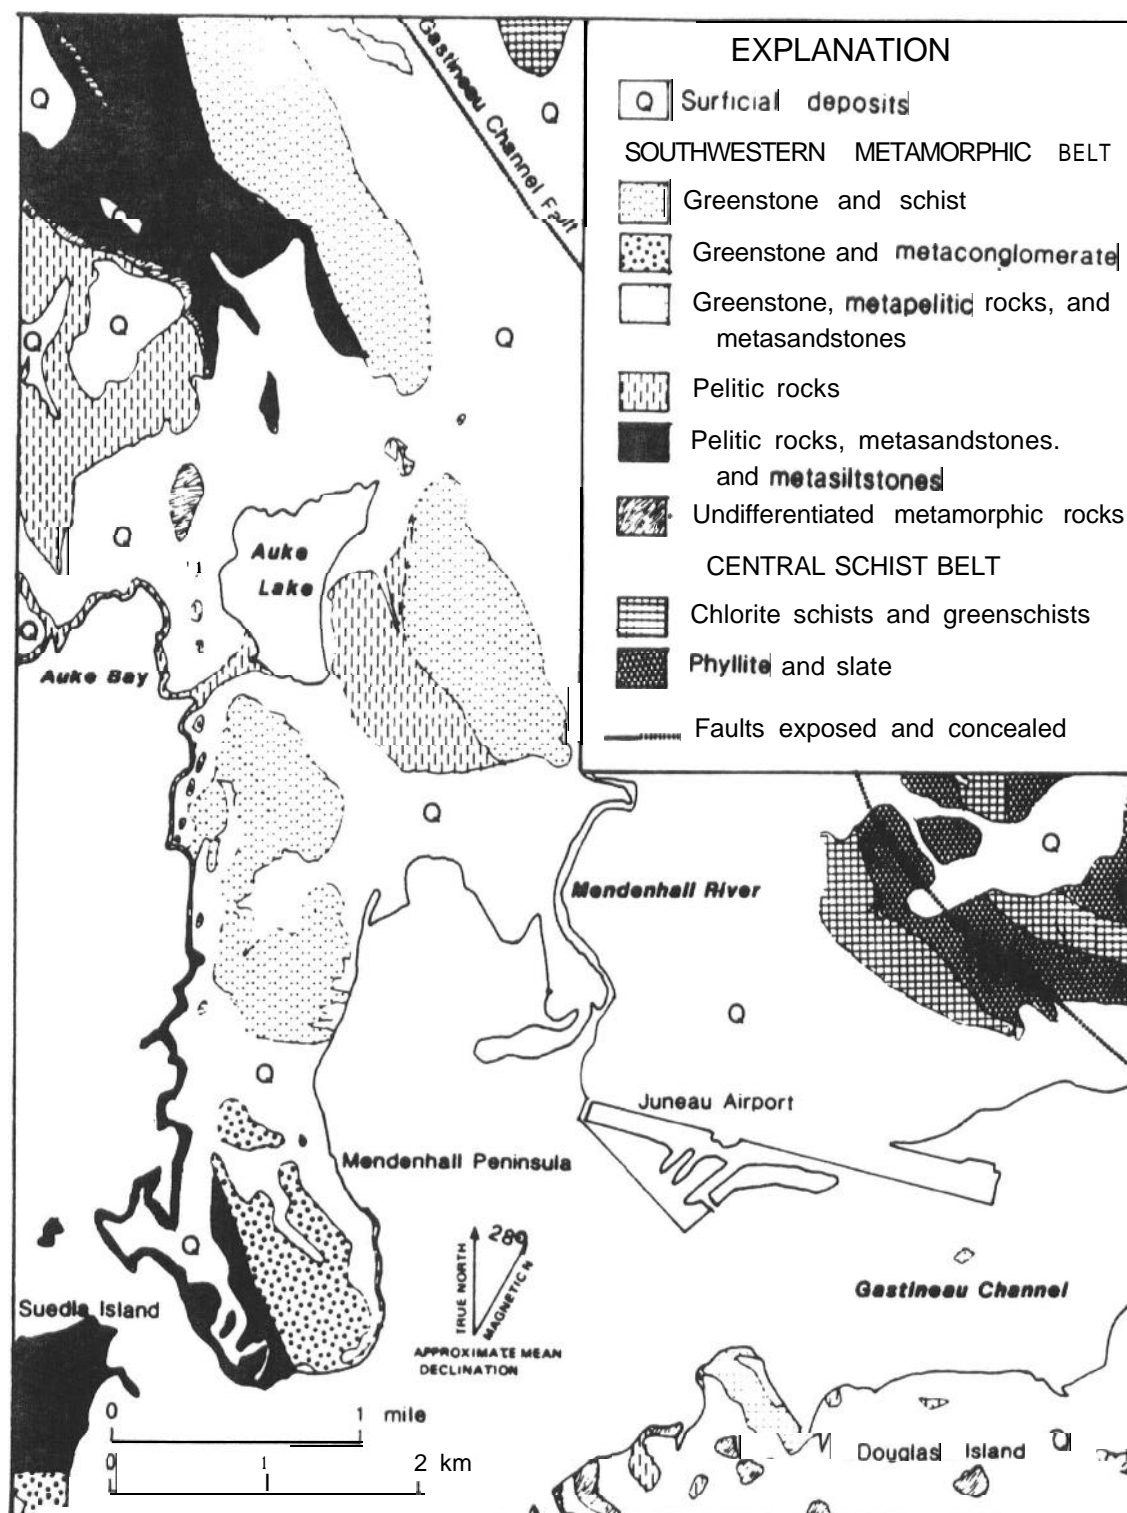 EXPLANATION
Q Surficial deposits
SOUTHWESTERN METAMORPHIC BELT
Greenstone and schist
Greenstone and metaconglomerate
Greenstone, metapelitic rocks, and
metasandstones
Pelitic rocks
Pelitic rocks, metasandstones.
and metasiltstones
Undifferentiated metamorphic rocks
CENTRAL SCHIST BELT
Chlorite schists and greenschists
Phyllite and slate
Faults exposed and concealed
Gastineau Channel Fault
Q
Q
Q
Q
Q
Q
Auke
Lake
Q
Auke Bay
Q
Mendenhall River
Q
Q
Q
Juneau Airport
Mendenhall Peninsula
Q
28°
TRUE NORTH
MAGNETIC N
APPROXIMATE MEAN
DECLINATION
Gastineau Channel
Suedla Island
0 1 mile
0 1 2 km
Douglas Island
Q